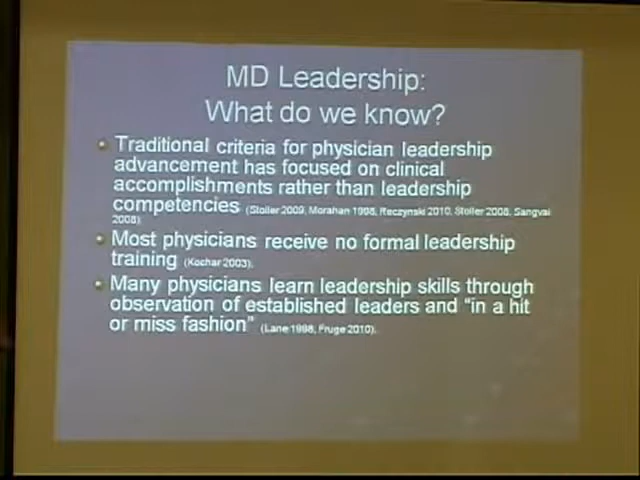 MD Leadership:
What do we know?
Traditional criteria for physician leadership
advancement has focused on clinical
accomplishments rather than leadership
competencies (Stoller 2009, Morahan 1998, Reczynski 2010, Stoller 2008, Sangvai
2008).
Most physicians receive no formal leadership
training (Kochar 2003).
Many physicians learn leadership skills through
observation of established leaders and “in a hit
or miss fashion” (Lane 1998, Fruge 2010).